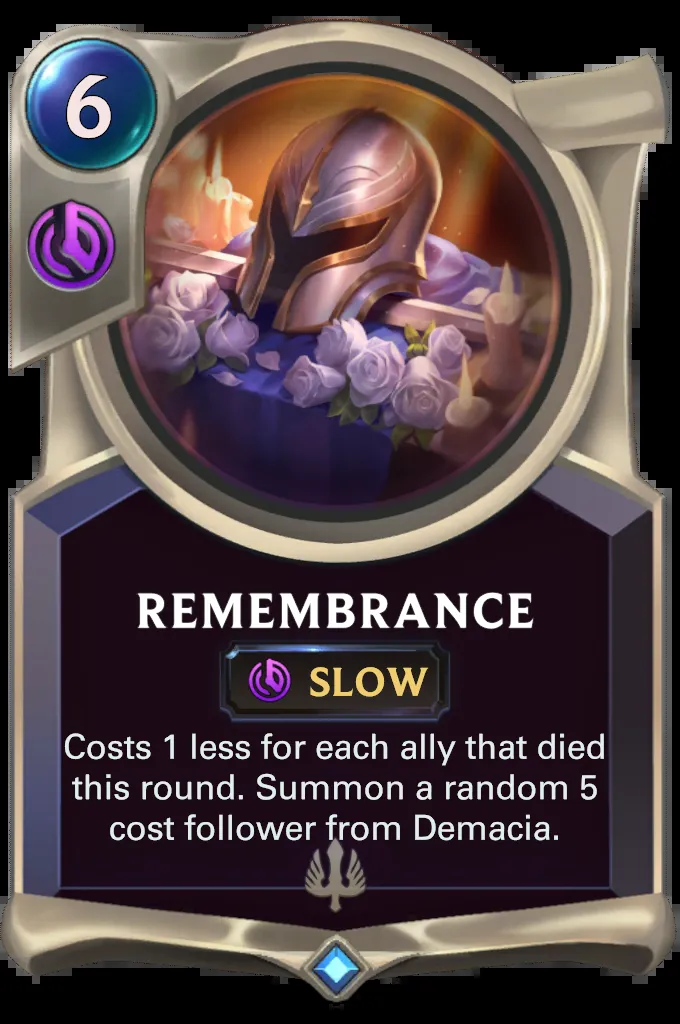 6
REMEMBRANCE
SLOW
Costs 1 less for each ally that died
this round. Summon a random 5
cost follower from Demacia.